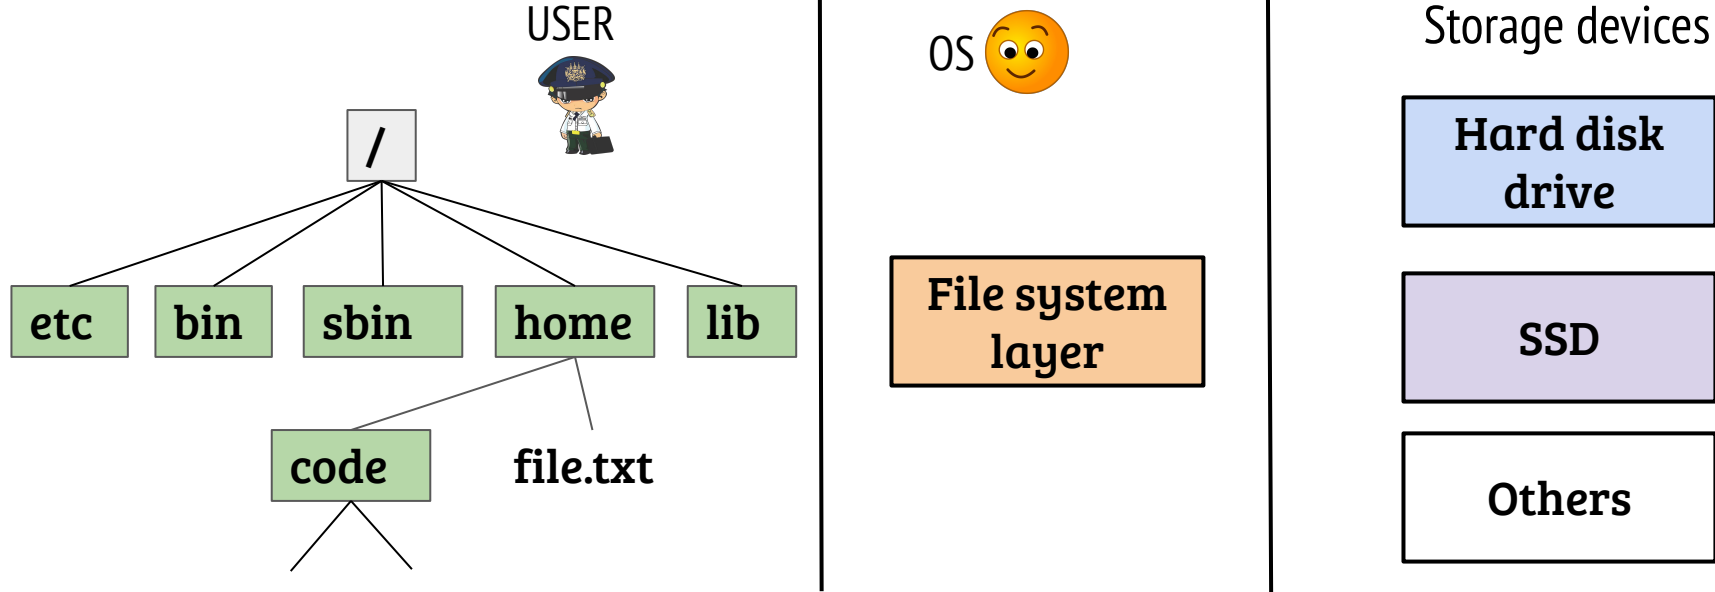 USER
/
etc
bin
sbin
home
lib
code
file.txt
OS
File system
layer
Storage devices
Hard disk
drive
SSD
Others